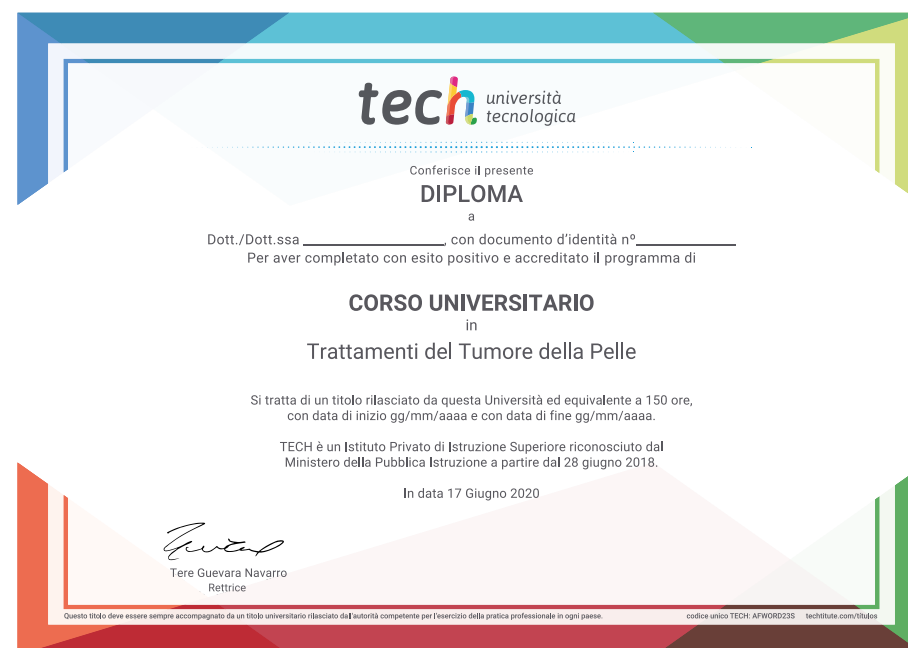 tech università
tecnologica
Conferisce il presente
DIPLOMA
a
Dott./Dott.ssa ____________________, con documento d'identità nº______________
Per aver completato con esito positivo e accreditato il programma di
CORSO UNIVERSITARIO
in
Trattamenti del Tumore della Pelle
Si tratta di un titolo rilasciato da questa Università ed equivalente a 150 ore,
con data di inizio gg/mm/aaaa e con data di fine gg/mm/aaaa.
TECH è un Istituto Privato di Istruzione Superiore riconosciuto dal
Ministero della Pubblica Istruzione a partire dal 28 giugno 2018.
In data 17 Giugno 2020
Tere Guevara Navarro
Rettrice
Questo titolo deve essere sempre accompagnato da un titolo universitario rilasciato dall'autorità competente per l'esercizio della pratica professionale in ogni paese. codice unico TECH: AFWORD23S techtitute.com/titulos